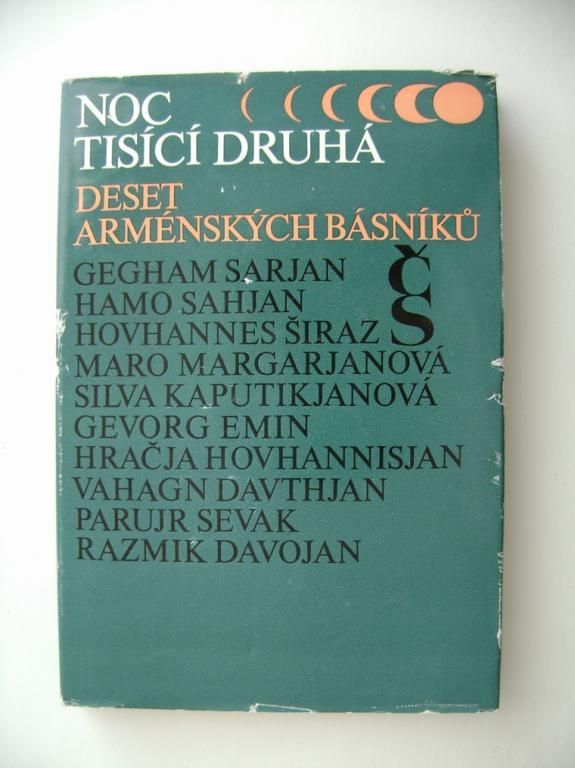 NOC
TISÍCÍ DRUHÁ
DESET
ARMÉNSKÝCH BÁSNÍKŮ
GEGHAM SARJAN
HAMO SAHJAN
HOVHANNES ŠIRAZ
MARO MARGARJANOVÁ
SILVA KAPUTIKJANOVÁ
GEVORG EMIN
HRAČJA HOVHANNISJAN
VAHAGN DAVTHJAN
PARUJR SEVAK
RAZMIK DAVOJAN
Č
S